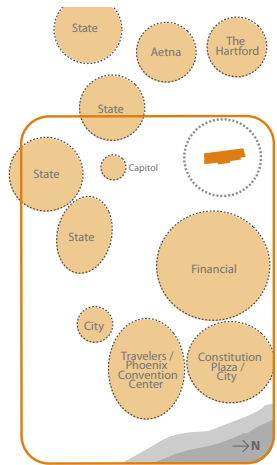 State
Aetna
The
Hartford
State
State
Capitol
State
Financial
City
Travelers /
Phoenix
Convention
Center
Constitution
Plaza /
City
N